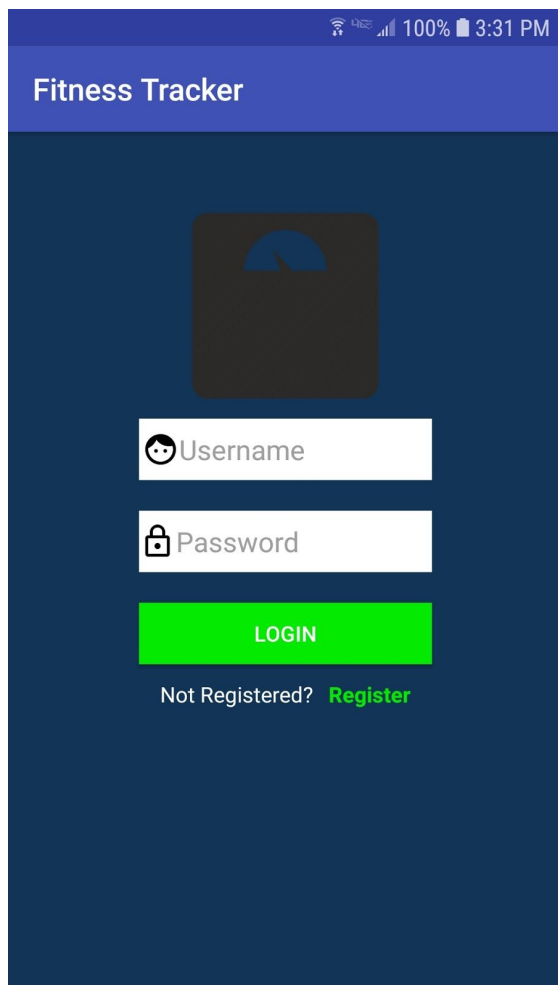 100% 3:31 PM
Fitness Tracker
Username
Password
LOGIN
Not Registered? Register